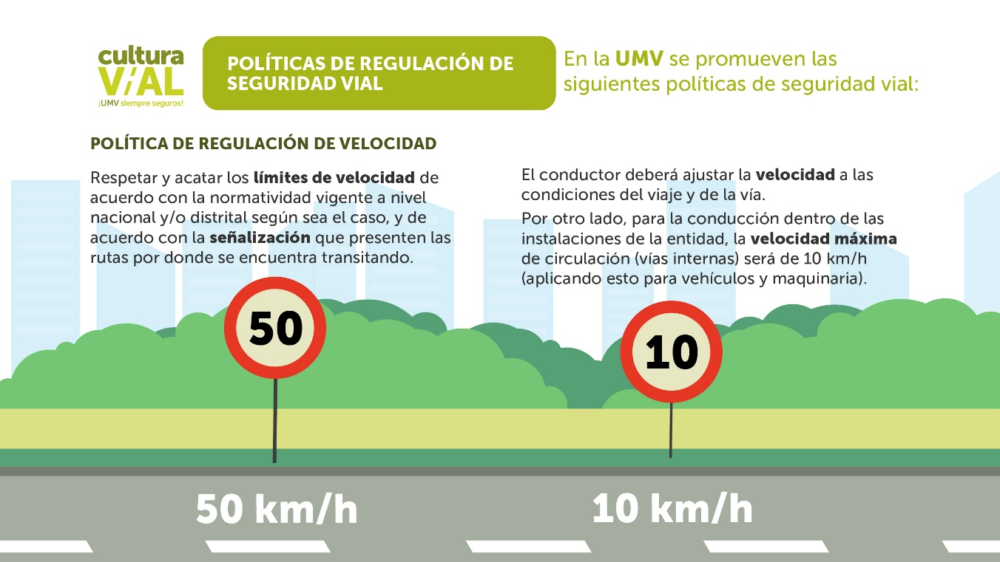 cultura
VIAL
¡UMV siempre seguros!
POLÍTICAS DE REGULACIÓN DE
SEGURIDAD VIAL
En la UMV se promueven las
siguientes políticas de seguridad vial:
POLÍTICA DE REGULACIÓN DE VELOCIDAD
Respetar y acatar los límites de velocidad de
acuerdo con la normatividad vigente a nivel
nacional y/o distrital según sea el caso, y de
acuerdo con la señalización que presenten las
rutas por donde se encuentra transitando.
El conductor deberá ajustar la velocidad a las
condiciones del viaje y de la vía.
Por otro lado, para la conducción dentro de las
instalaciones de la entidad, la velocidad máxima
de circulación (vías internas) será de 10 km/h
(aplicando esto para vehículos y maquinaria).
50
10
50 km/h
10 km/h